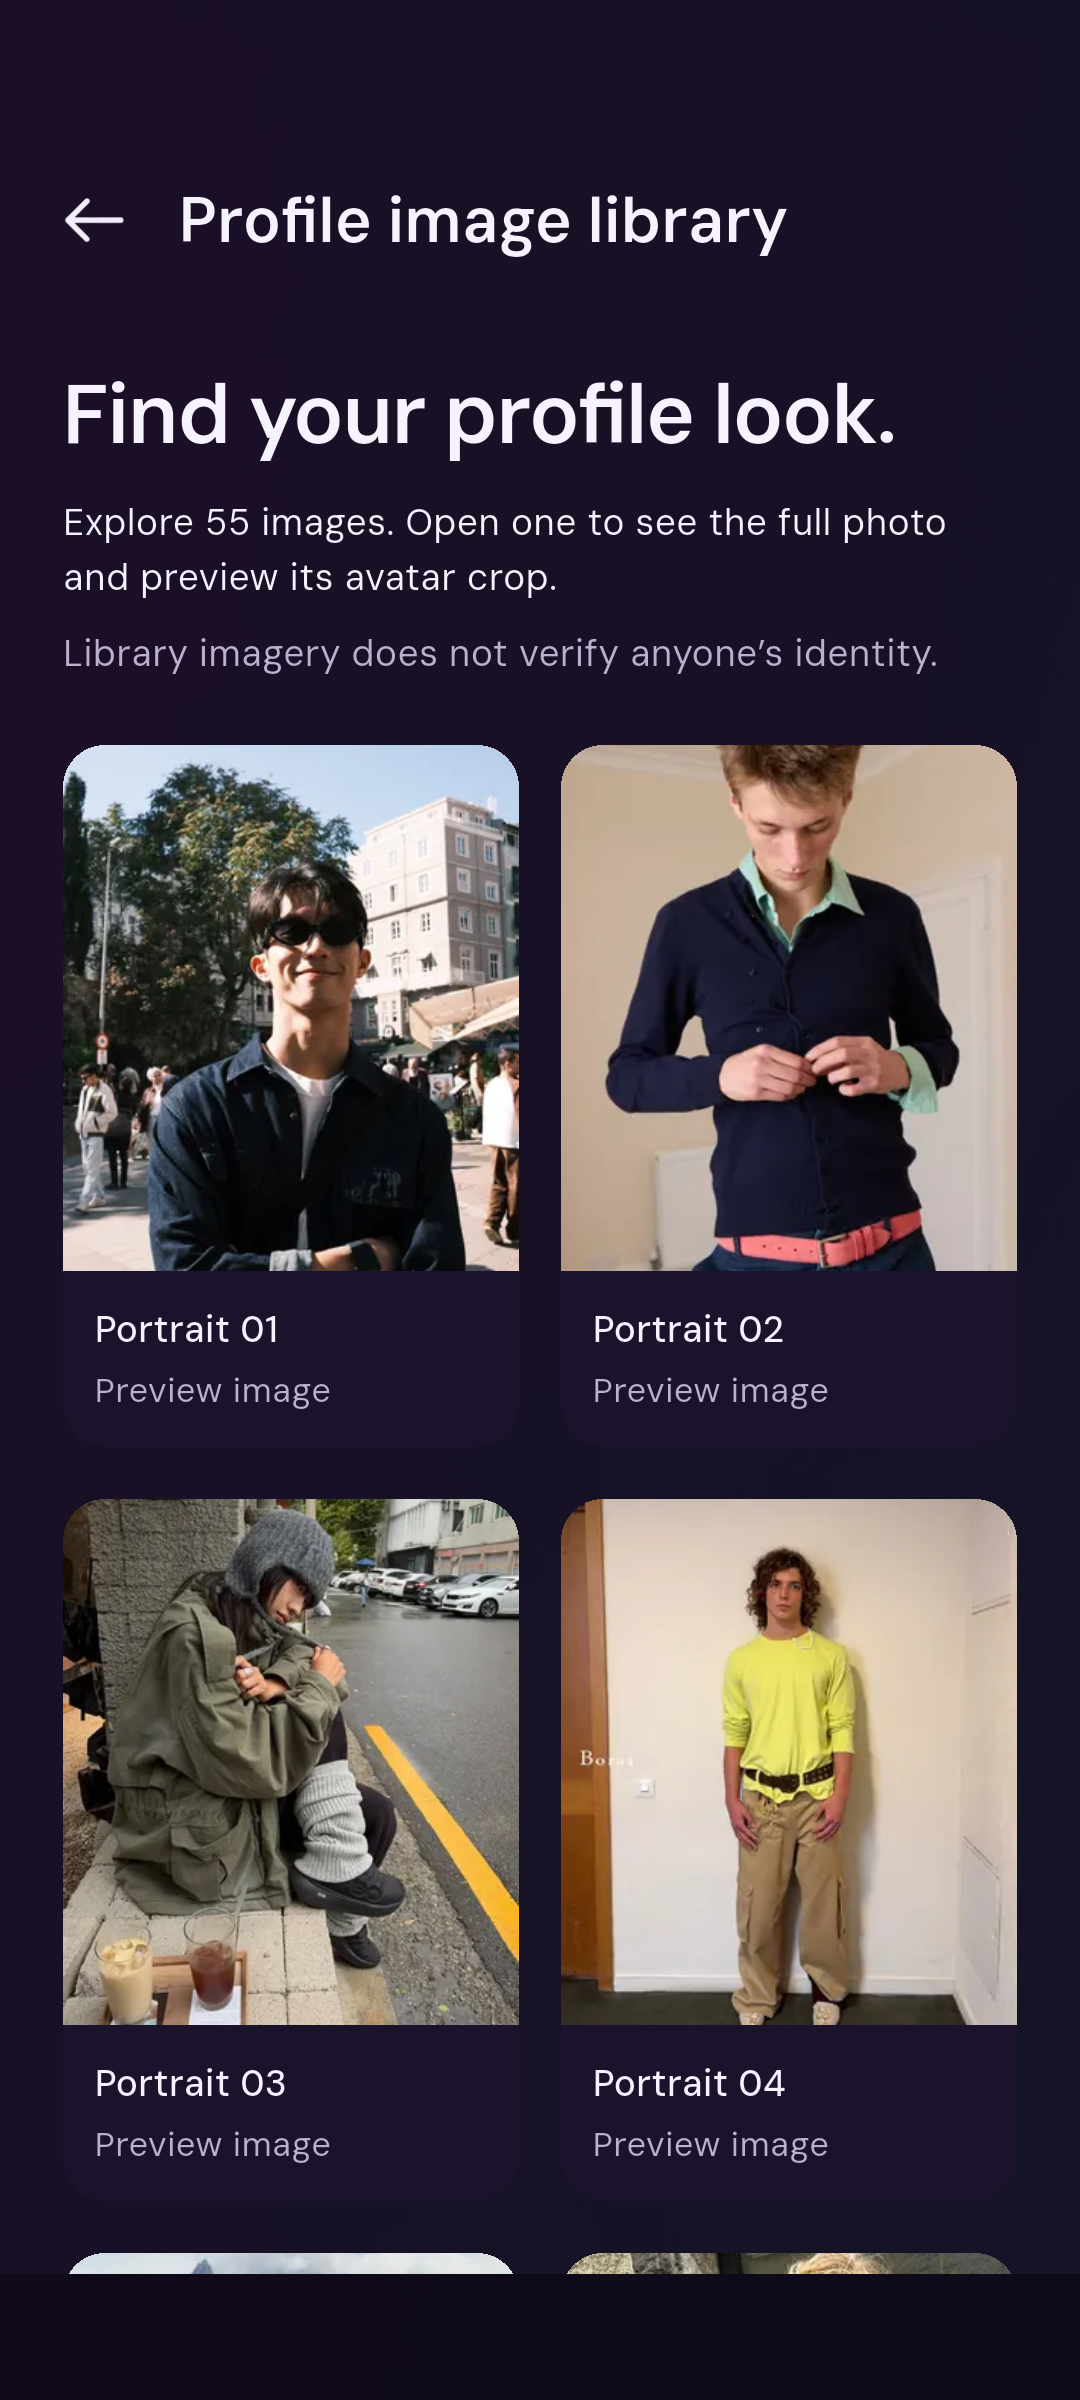 Profile image library
Find your profile look.
Explore 55 images. Open one to see the full photo
and preview its avatar crop.
Library imagery does not verify anyone’s identity.
Portrait 01
Preview image
Portrait 02
Preview image
Boras
Portrait 03
Preview image
Portrait 04
Preview image